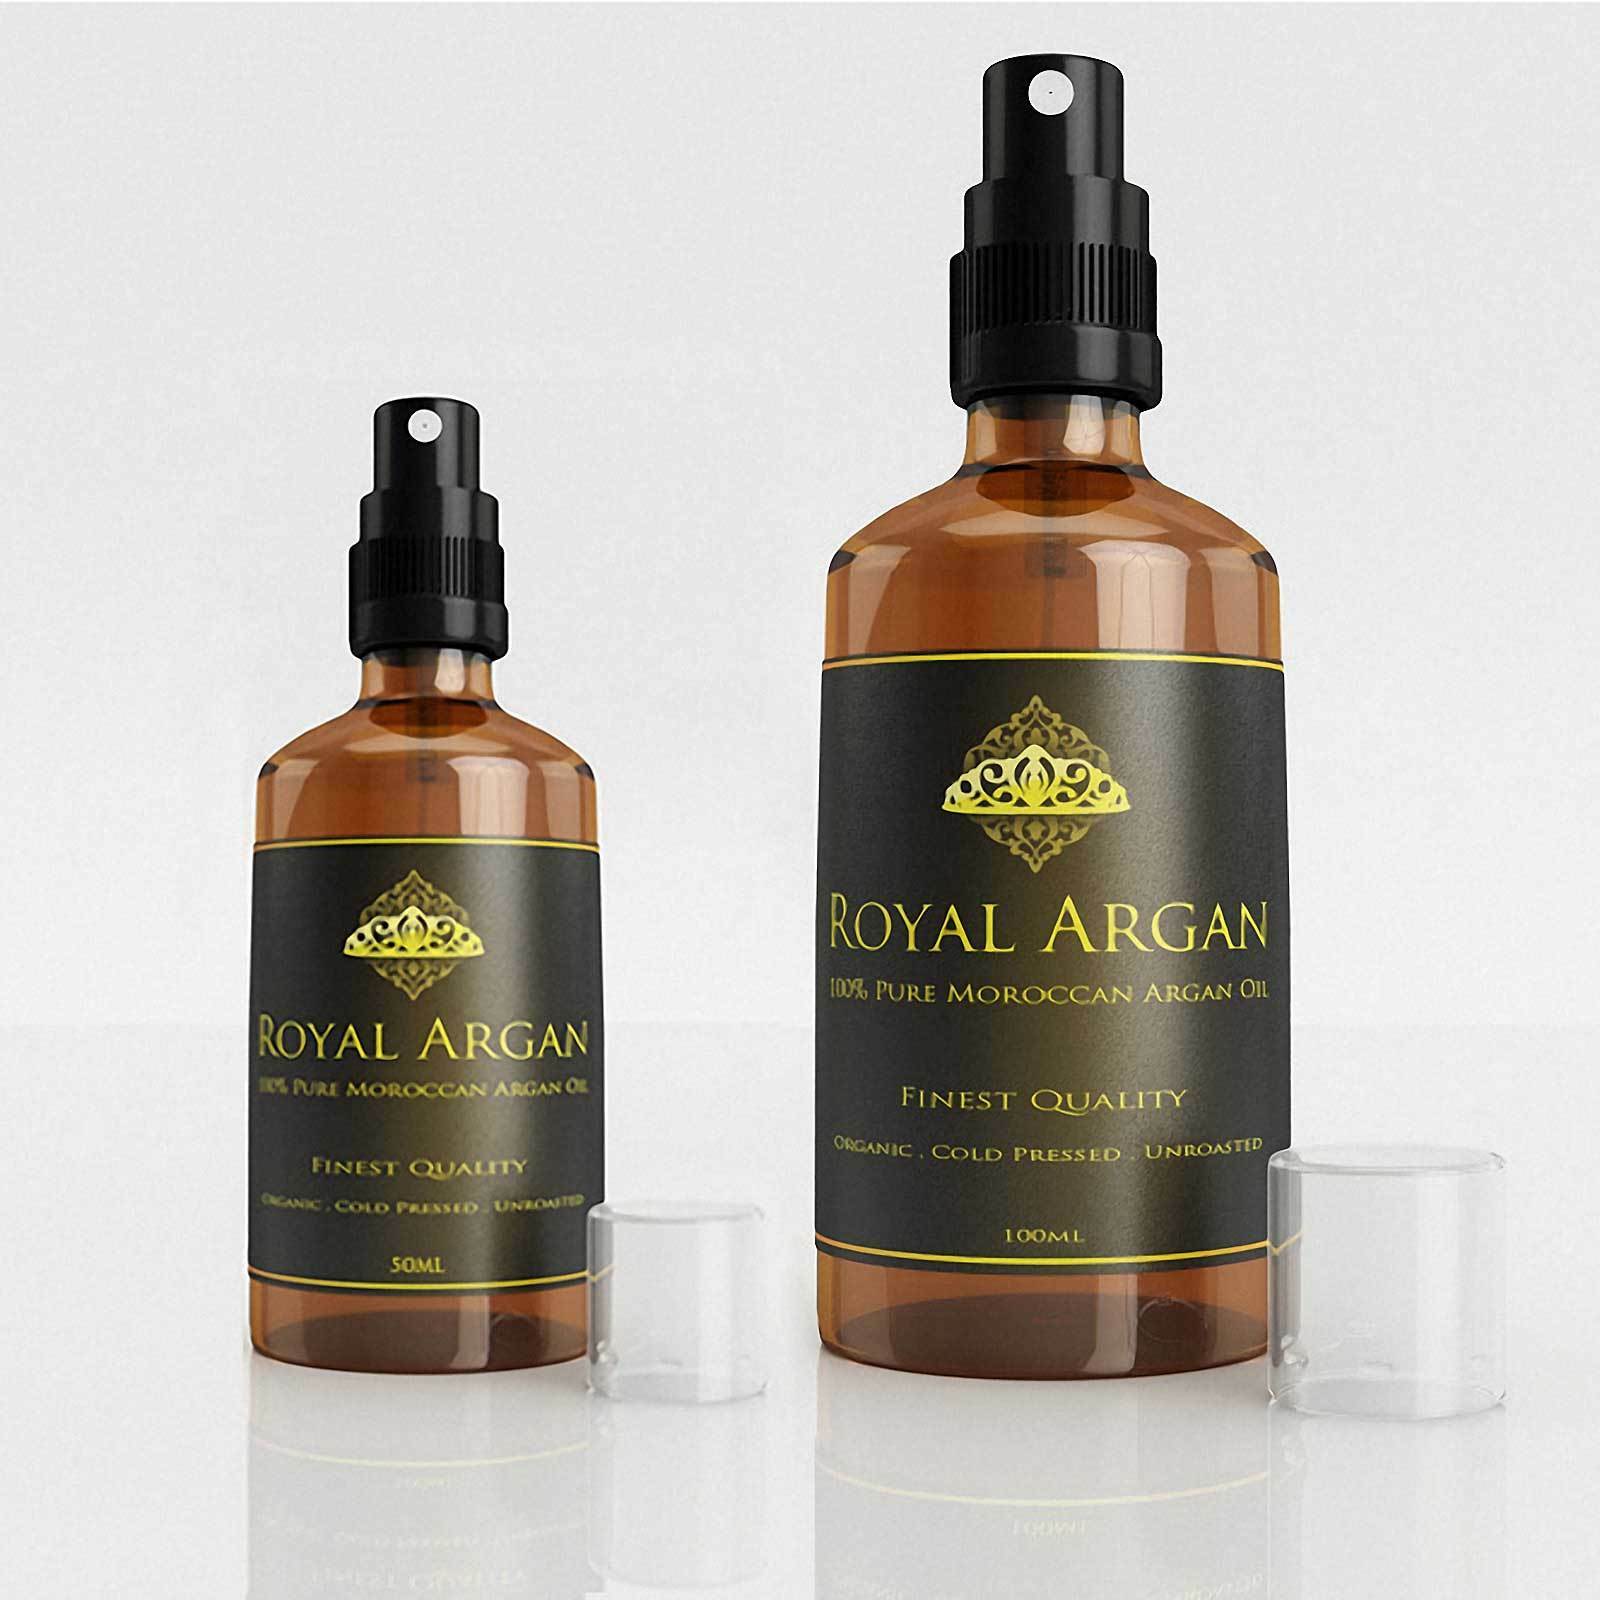 ROYAL ARGAN
100% PURE MOROCCAN ARGAN OIL
FINEST QUALITY
ORGANIC . COLD PRESSED . UNROASTED
50ML
ROYAL ARGAN
100% PURE MOROCCAN ARGAN OIL
FINEST QUALITY
ORGANIC . COLD PRESSED . UNROASTED
100ML